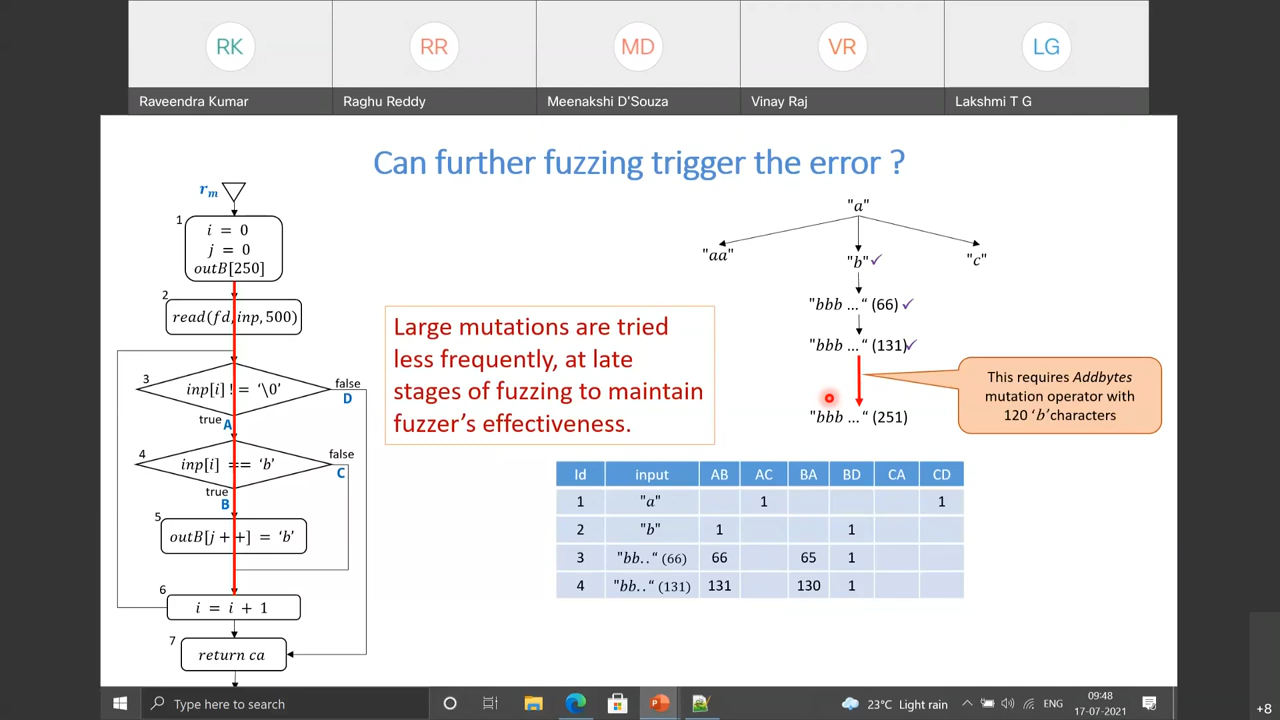 RK
RR
MD
VR
LG
Raveendra Kumar
Raghu Reddy
Meenakshi D'Souza
Vinay Raj
Lakshmi T G
Can further fuzzing trigger the error ?
r_m
1
i = 0
j = 0
outB[250]
2
read(fd, inp, 500)
3
inp[i] != '\0'
false
D
true
A
4
inp[i] == 'b'
false
C
true
B
5
outB[j + +] = 'b'
6
i = i + 1
7
return ca
Large mutations are tried
less frequently, at late
stages of fuzzing to maintain
fuzzer's effectiveness.
"a"
"aa"
"b"✓
"c"
"bbb ..." (66) ✓
"bbb ..." (131)✓
"bbb ..." (251)
This requires Addbytes
mutation operator with
120 'b' characters
Id input AB AC BA BD CA CD
1 "a" 1 1
2 "b" 1 1
3 "bb.." (66) 66 65 1
4 "bb.." (131) 131 130 1
Type here to search
23°C Light rain
ENG
09:48
17-07-2021
+8